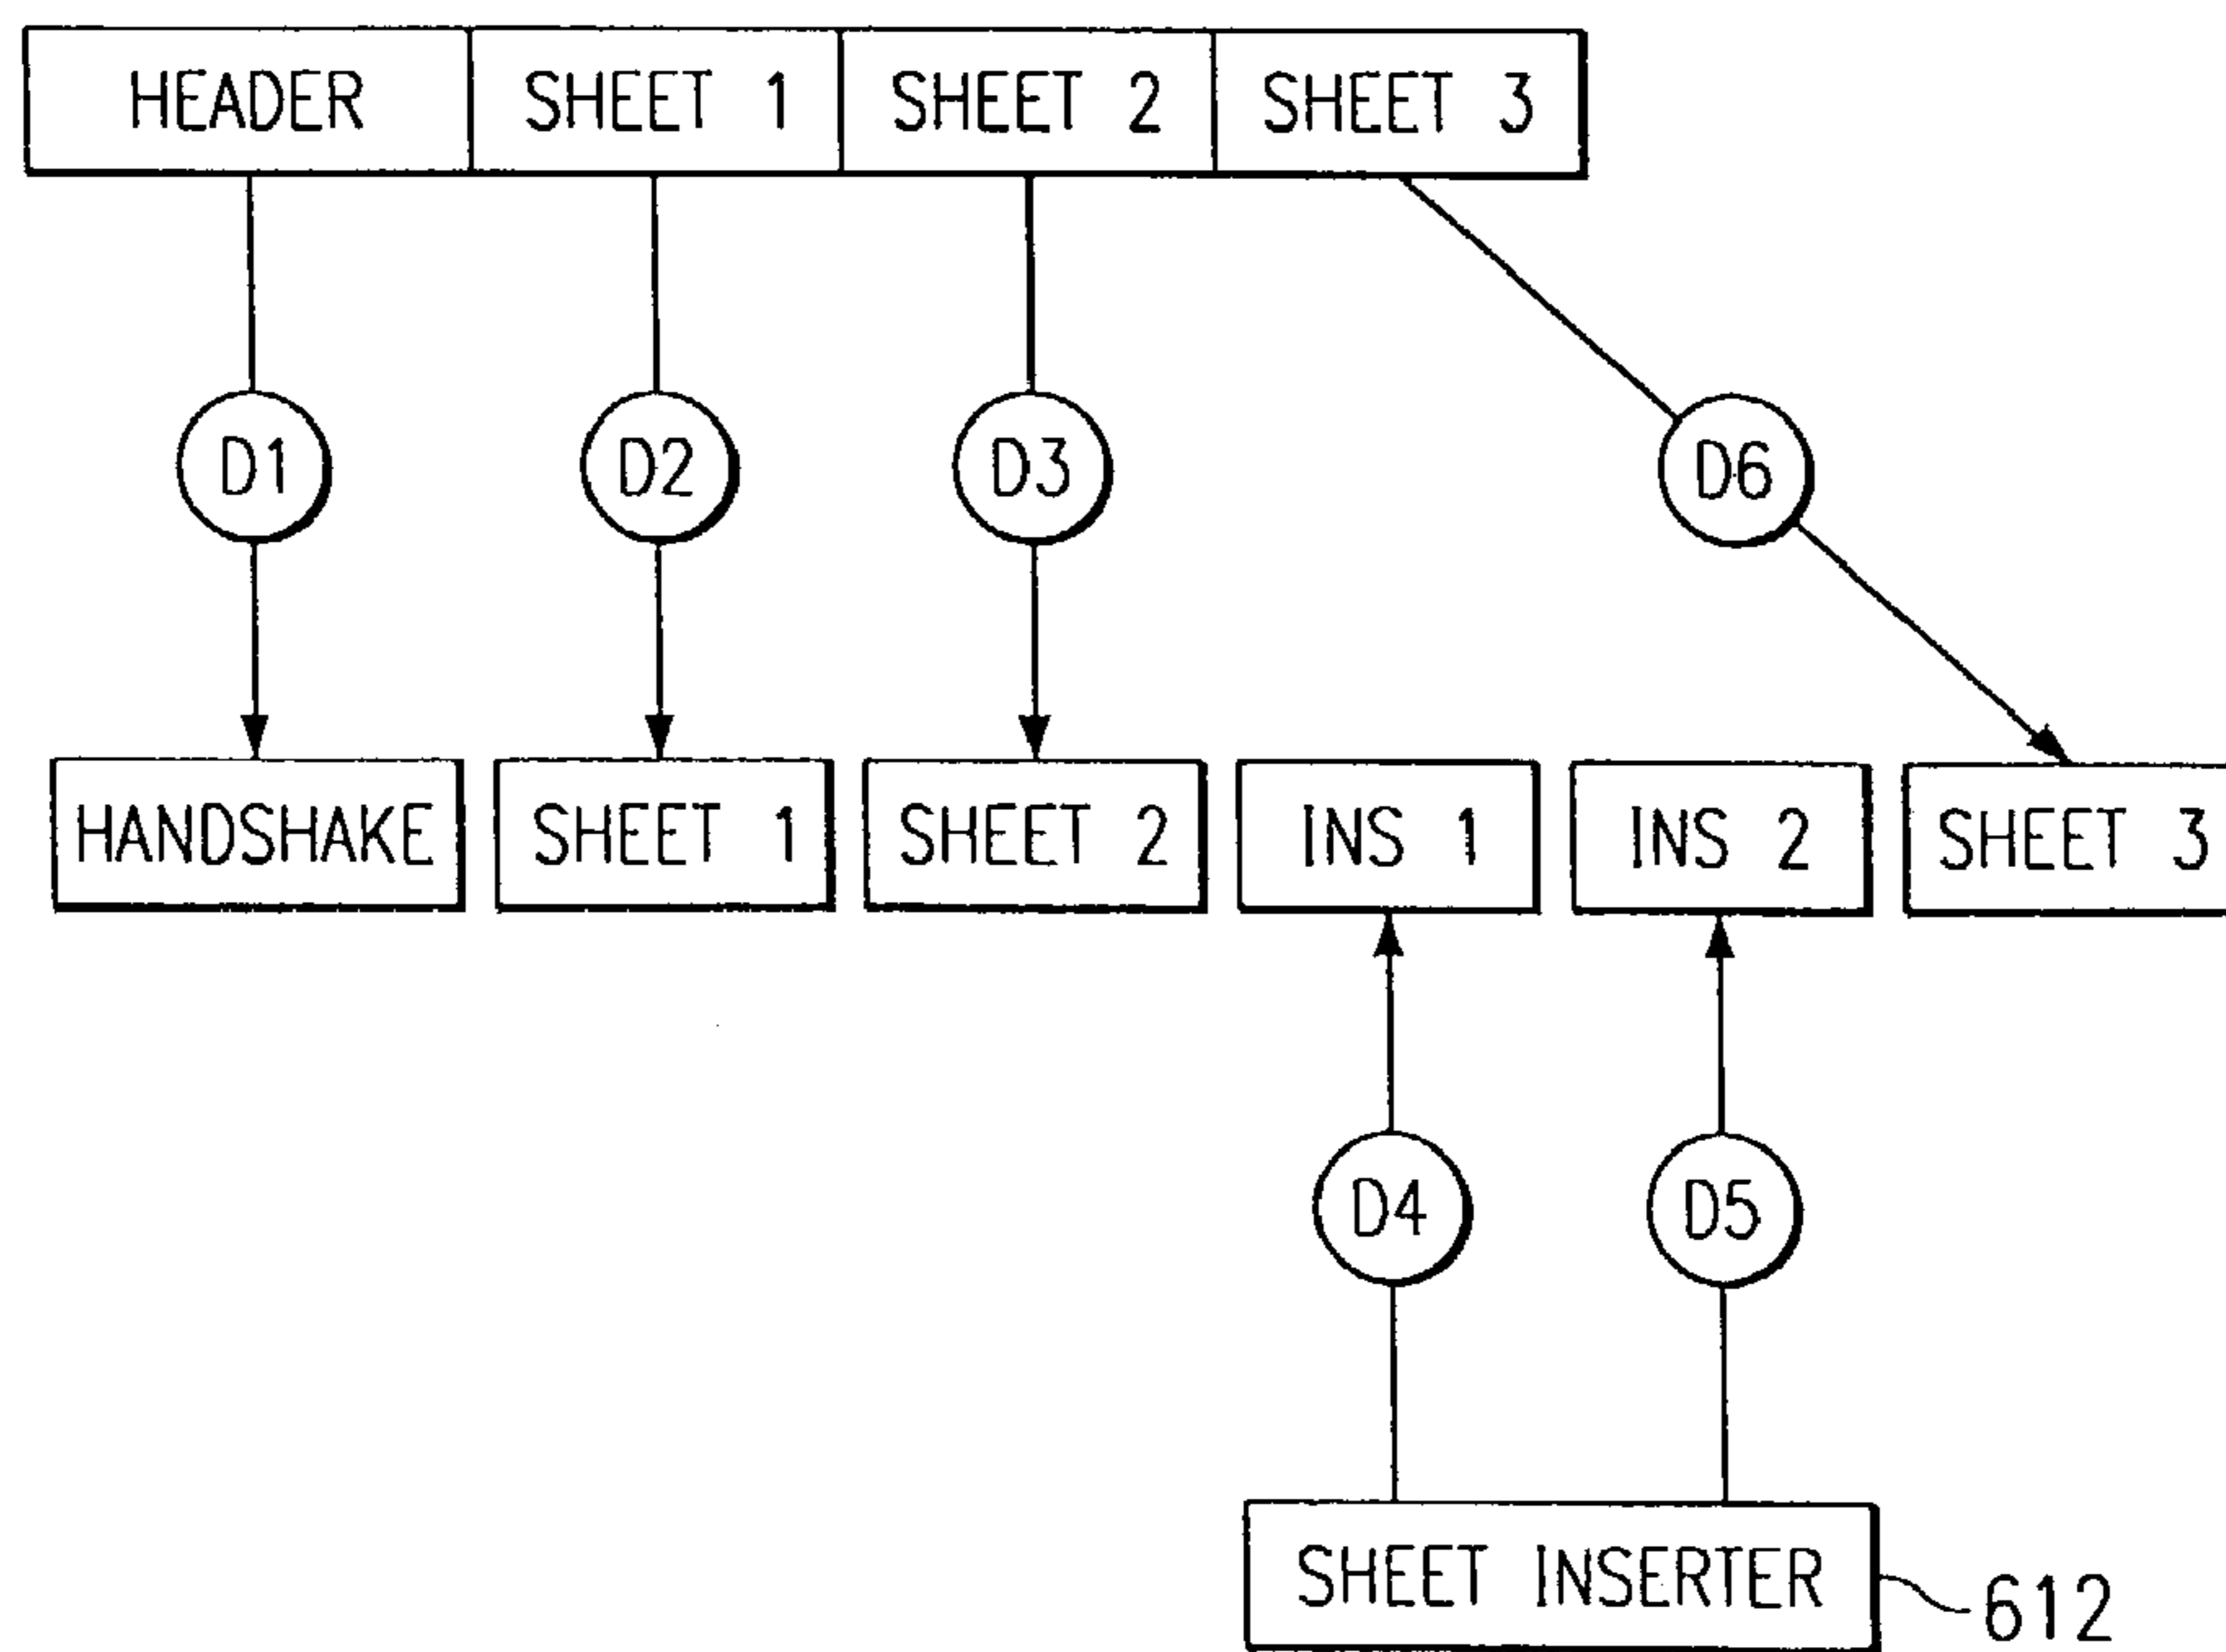 HEADER SHEET 1 SHEET 2 SHEET 3
D1 D2 D3 D6
HANDSHAKE SHEET 1 SHEET 2 INS 1 INS 2 SHEET 3
D4 D5
SHEET INSERTER 612